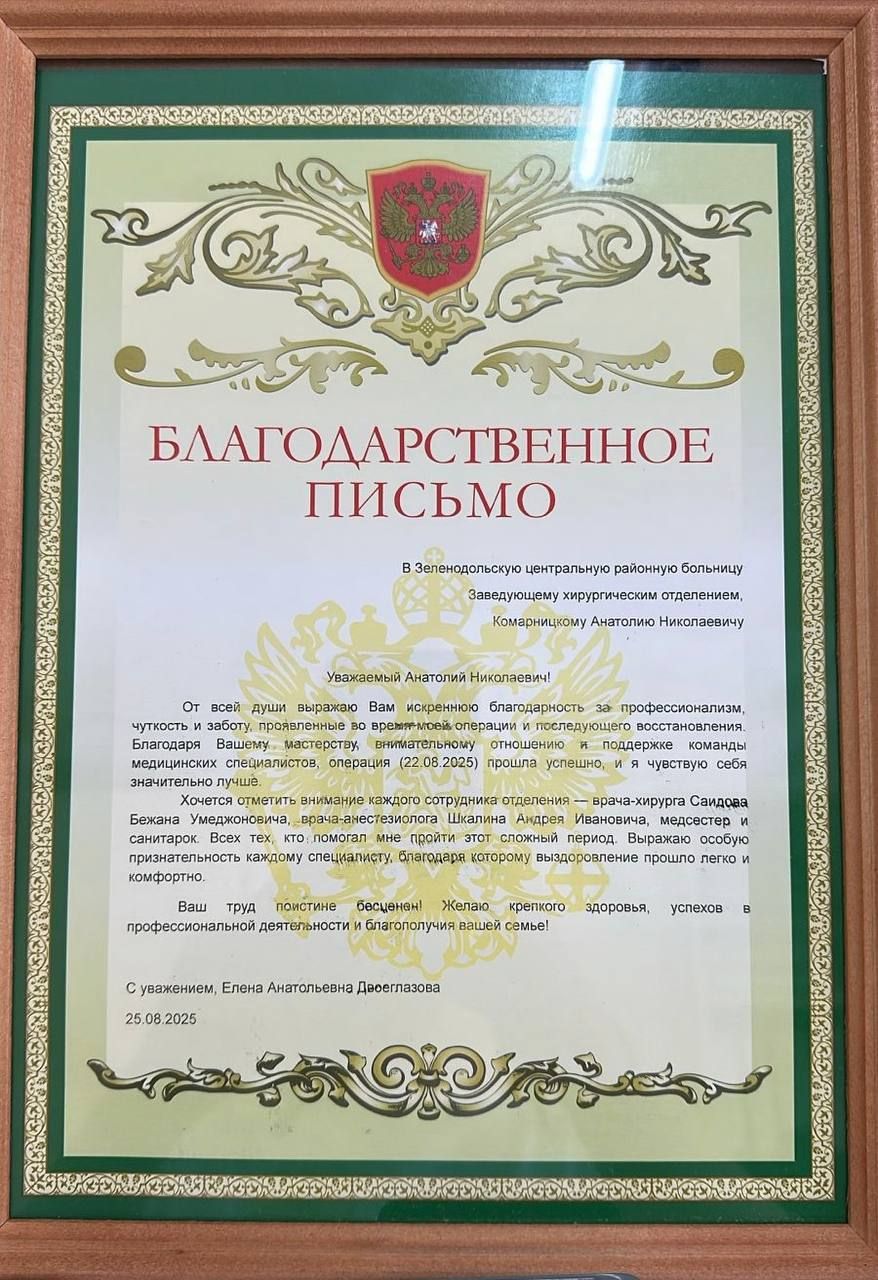 БЛАГОДАРСТВЕННОЕ
ПИСЬМО
В Зеленодольскую центральную районную больницу
Заведующему хирургическим отделением,
Комарницкому Анатолию Николаевичу
Уважаемый Анатолий Николаевич!
От всей души выражаю Вам искреннюю благодарность за профессионализм,
чуткость и заботу, проявленные во время моей операции и последующего восстановления.
Благодаря Вашему мастерству, внимательному отношению и поддержке команды
медицинских специалистов, операция (22.08.2025) прошла успешно, и я чувствую себя
значительно лучше.
Хочется отметить внимание каждого сотрудника отделения — врача-хирурга Саидова
Бежана Умеджоновича, врача-анестезиолога Шкалина Андрея Ивановича, медсестер и
санитарок. Всех тех, кто помогал мне пройти этот сложный период. Выражаю особую
признательность каждому специалисту, благодаря которому выздоровление прошло легко и
комфортно.
Ваш труд поистине бесценен! Желаю крепкого здоровья, успехов в
профессиональной деятельности и благополучия вашей семье!
С уважением, Елена Анатольевна Двоеглазова
25.08.2025